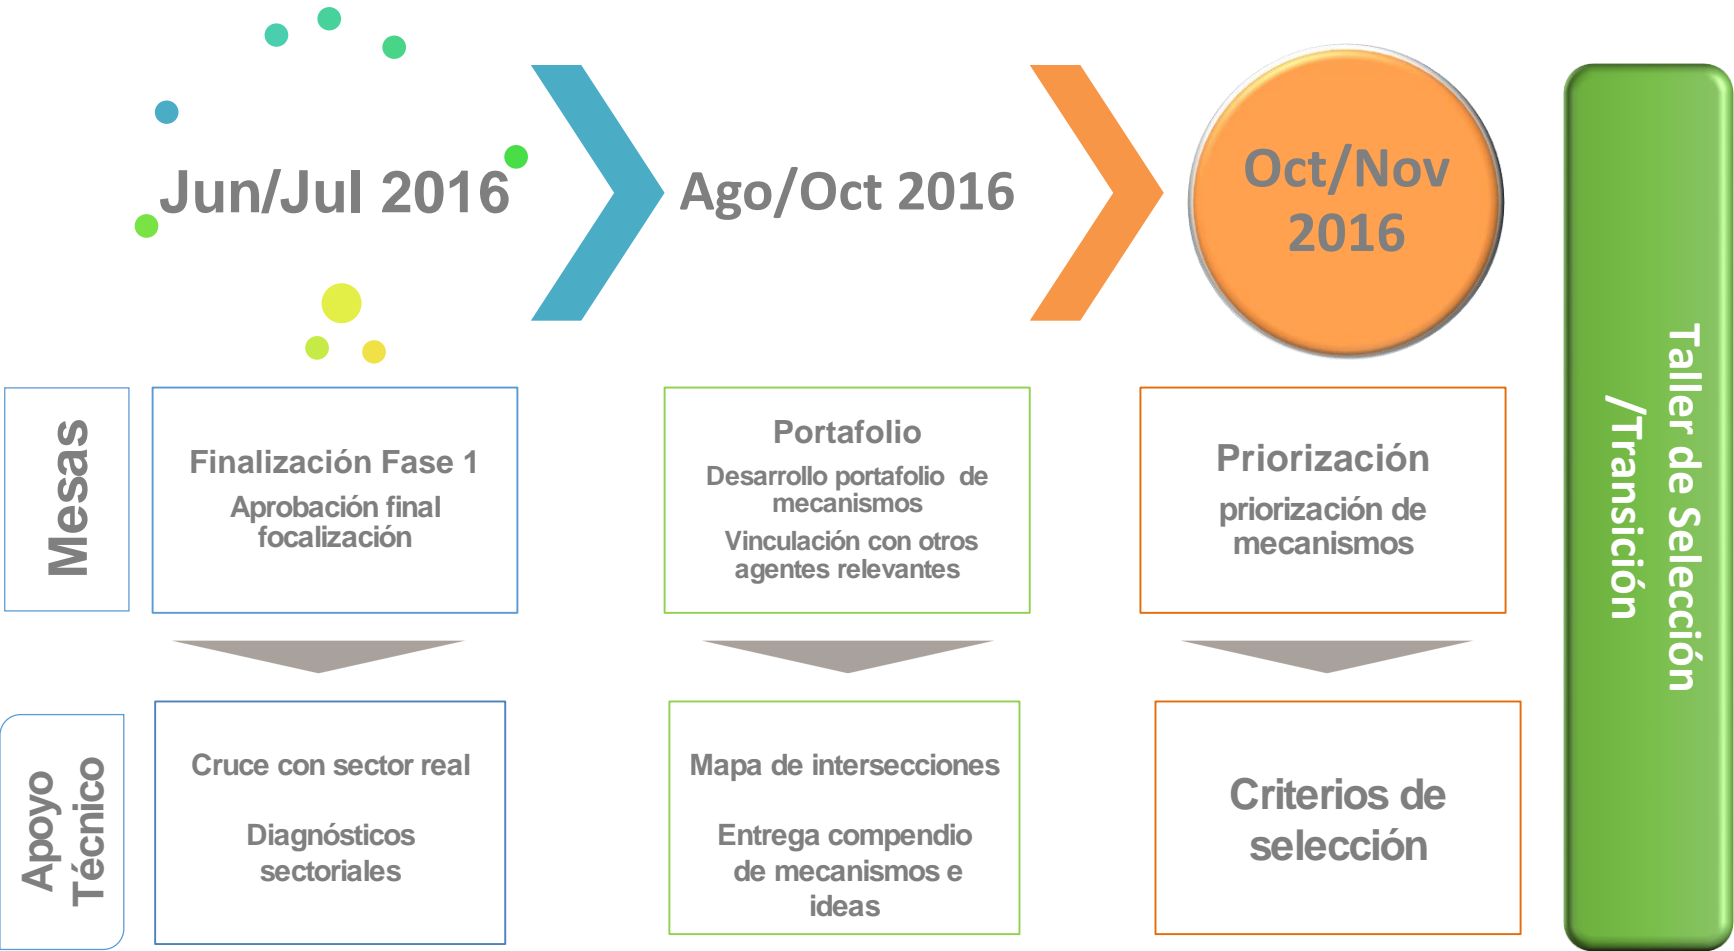 Jun/Jul 2016
Ago/Oct 2016
Oct/Nov
2016
Mesas
Finalización Fase 1
Aprobación final
focalización
Portafolio
Desarrollo portafolio de
mecanismos
Vinculación con otros
agentes relevantes
Priorización
priorización de
mecanismos
Apoyo
Técnico
Cruce con sector real
Diagnósticos
sectoriales
Mapa de intersecciones
Entrega compendio
de mecanismos e
ideas
Criterios de
selección
Taller de Selección
/Transición